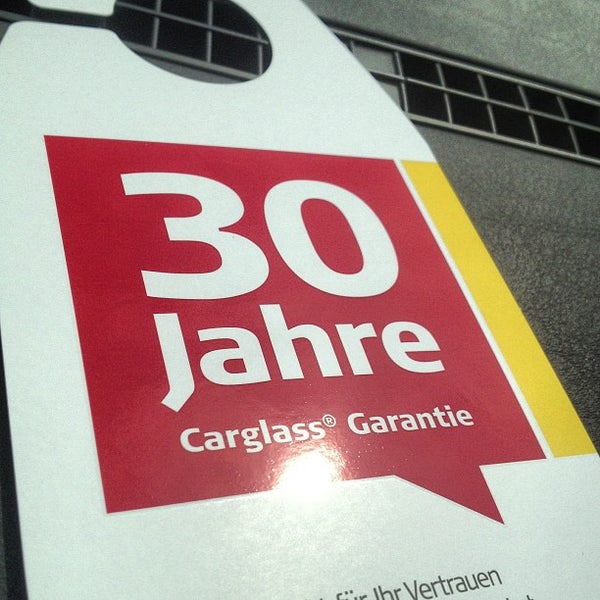 30
Jahre
Carglass® Garantie
für Ihr Vertrauen